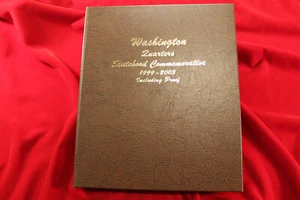 Washington
Quarters
Statehood Commemorative
1999-2003
Including Proof